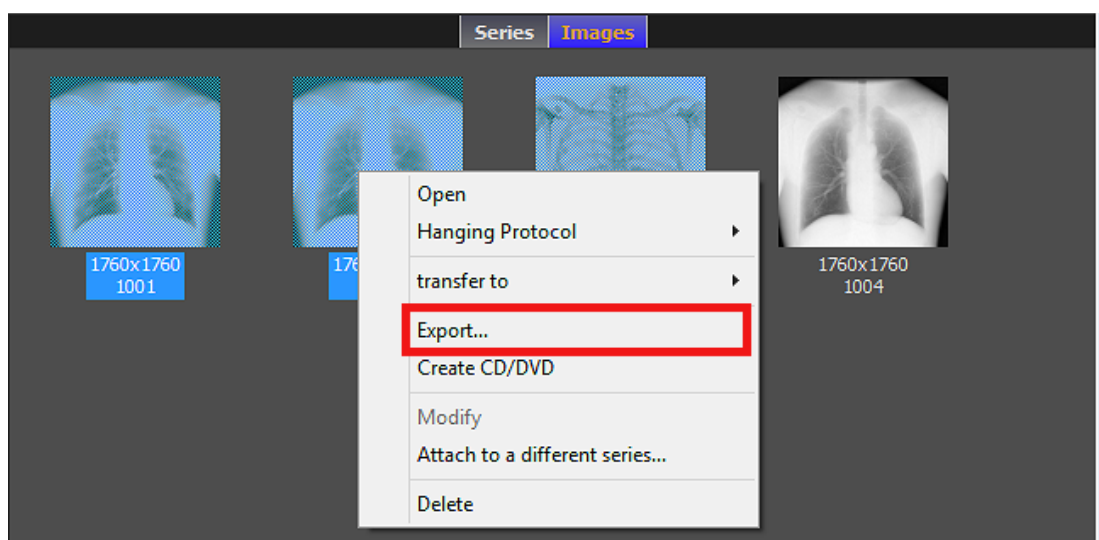 Series Images
1760x1760
1001
176
1760x1760
1004
Open
Hanging Protocol
transfer to
Export...
Create CD/DVD
Modify
Attach to a different series...
Delete